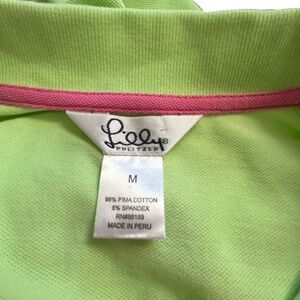 Lilly®
PULITZER
M
95% PIMA COTTON
5% SPANDEX
RN#88189
MADE IN PERU